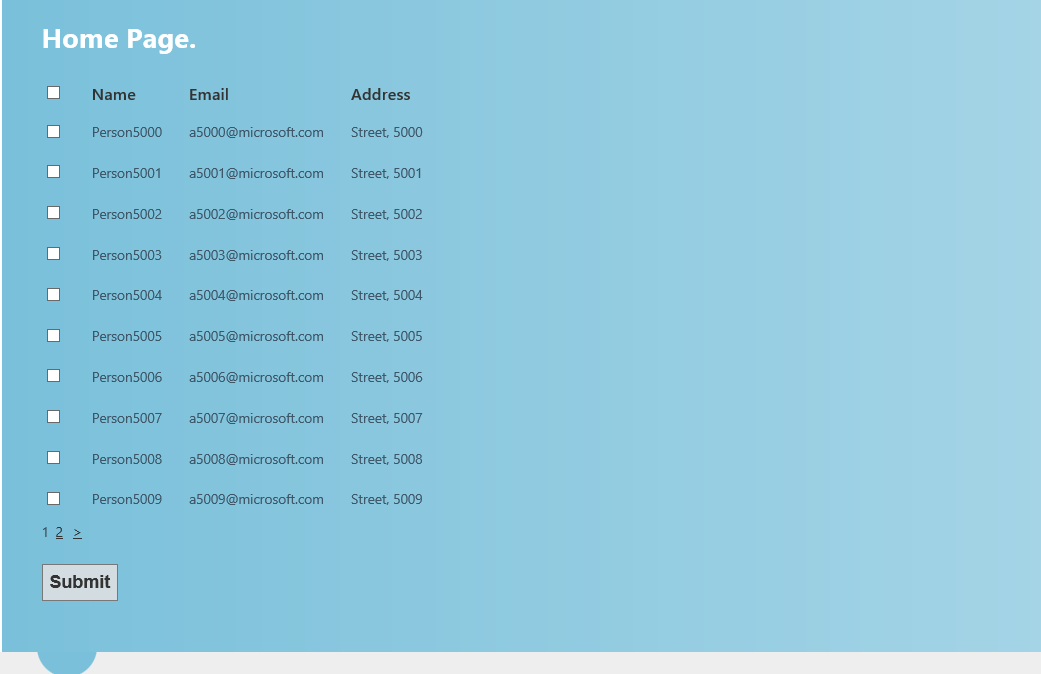 Home Page.
Name Email Address
Person5000 a5000@microsoft.com Street, 5000
Person5001 a5001@microsoft.com Street, 5001
Person5002 a5002@microsoft.com Street, 5002
Person5003 a5003@microsoft.com Street, 5003
Person5004 a5004@microsoft.com Street, 5004
Person5005 a5005@microsoft.com Street, 5005
Person5006 a5006@microsoft.com Street, 5006
Person5007 a5007@microsoft.com Street, 5007
Person5008 a5008@microsoft.com Street, 5008
Person5009 a5009@microsoft.com Street, 5009
1 2 >
Submit